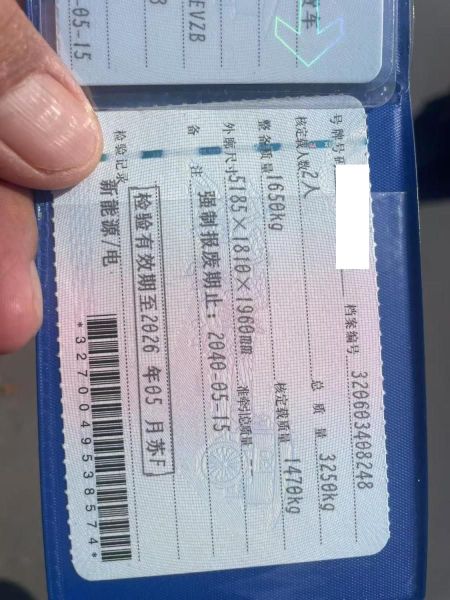 车
EVZB
-05-15
号牌号码 档案编号 320603408248
核定载人数 2人 总质量 3250kg
整备质量 1650kg 核定载质量 1470kg
外廓尺寸 5185×1810×1960mm 准牵引总质量
备注 强制报废期止：2040-05-15
检验有效期至2026年05月苏F
检验记录 新能源/电
*3270049538574*